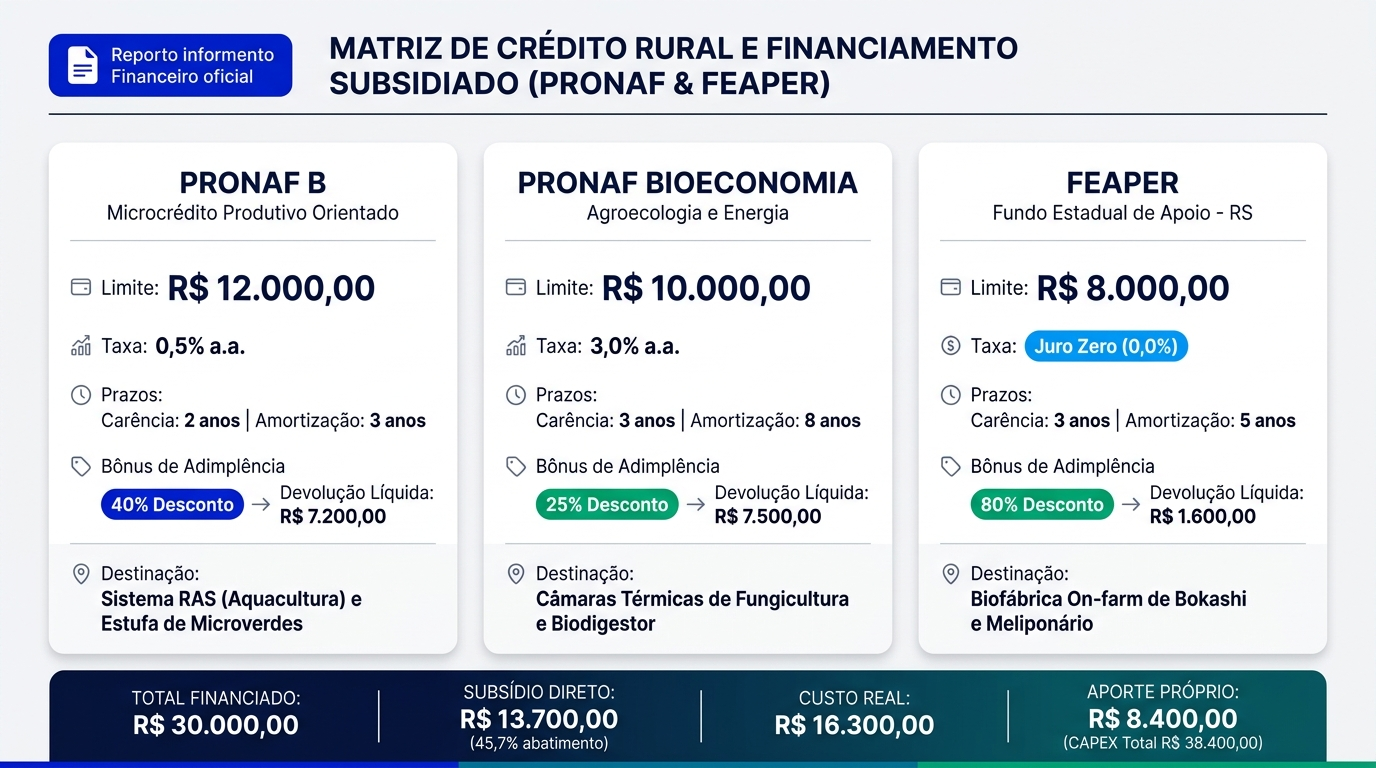 Reporto informento
Financeiro oficial
MATRIZ DE CRÉDITO RURAL E FINANCIAMENTO
SUBSIDIADO (PRONAF & FEAPER)
PRONAF B
Microcrédito Produtivo Orientado
Limite: R$ 12.000,00
Taxa: 0,5% a.a.
Prazos:
Carência: 2 anos | Amortização: 3 anos
Bônus de Adimplência
40% Desconto → Devolução Líquida:
R$ 7.200,00
Destinação:
Sistema RAS (Aquacultura) e
Estufa de Microverdes
PRONAF BIOECONOMIA
Agroecologia e Energia
Limite: R$ 10.000,00
Taxa: 3,0% a.a.
Prazos:
Carência: 3 anos | Amortização: 8 anos
Bônus de Adimplência
25% Desconto → Devolução Líquida:
R$ 7.500,00
Destinação:
Câmaras Térmicas de Fungicultura
e Biodigestor
FEAPER
Fundo Estadual de Apoio - RS
Limite: R$ 8.000,00
Taxa: Juro Zero (0,0%)
Prazos:
Carência: 3 anos | Amortização: 5 anos
Bônus de Adimplência
80% Desconto → Devolução Líquida:
R$ 1.600,00
Destinação:
Biofábrica On-farm de Bokashi
e Meliponário
TOTAL FINANCIADO:
R$ 30.000,00
SUBSÍDIO DIRETO:
R$ 13.700,00
(45,7% abatimento)
CUSTO REAL:
R$ 16.300,00
APORTE PRÓPRIO:
R$ 8.400,00
(CAPEX Total R$ 38.400,00)